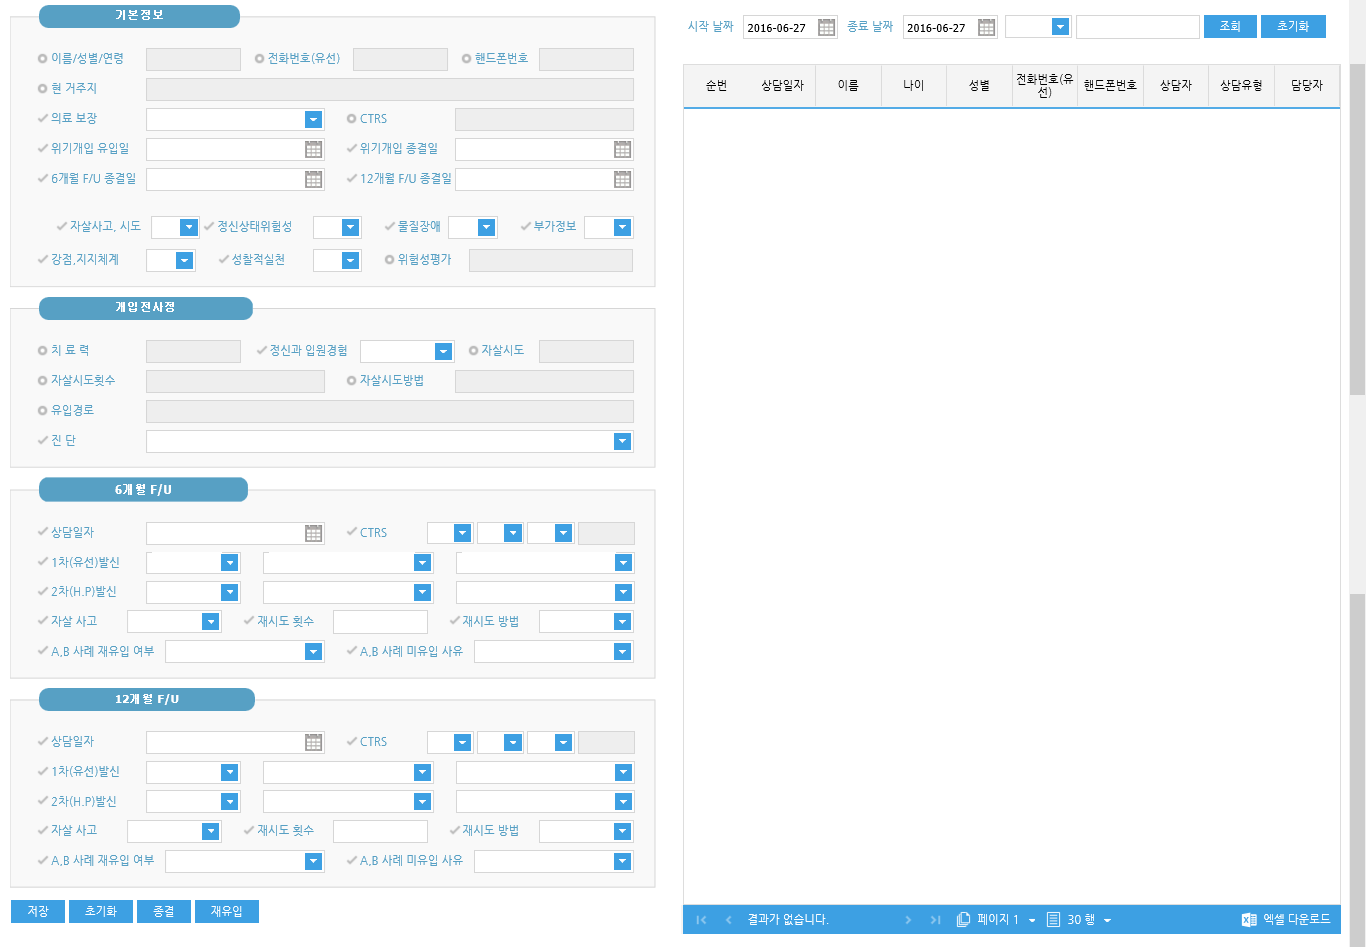 기본정보
이름/성별/연령 전화번호(유선) 핸드폰번호
현 거주지
의료 보장 CTRS
위기개입 유입일 위기개입 종결일
6개월 F/U 종결일 12개월 F/U 종결일
자살사고, 시도 정신상태위험성 물질장애 부가정보
강점,지지체계 성찰적실천 위험성평가
개입전사정
치 료 력 정신과 입원경험 자살시도
자살시도횟수 자살시도방법
유입경로
진 단
6개월 F/U
상담일자 CTRS
1차(유선)발신
2차(H.P)발신
자살 사고 재시도 횟수 재시도 방법
A,B 사례 재유입 여부 A,B 사례 미유입 사유
12개월 F/U
상담일자 CTRS
1차(유선)발신
2차(H.P)발신
자살 사고 재시도 횟수 재시도 방법
A,B 사례 재유입 여부 A,B 사례 미유입 사유
저장 초기화 종결 재유입
시작 날짜 2016-06-27 종료 날짜 2016-06-27 조회 초기화
순번 상담일자 이름 나이 성별 전화번호(유
선) 핸드폰번호 상담자 상담유형 담당자
결과가 없습니다. 페이지 1 30 행 엑셀 다운로드